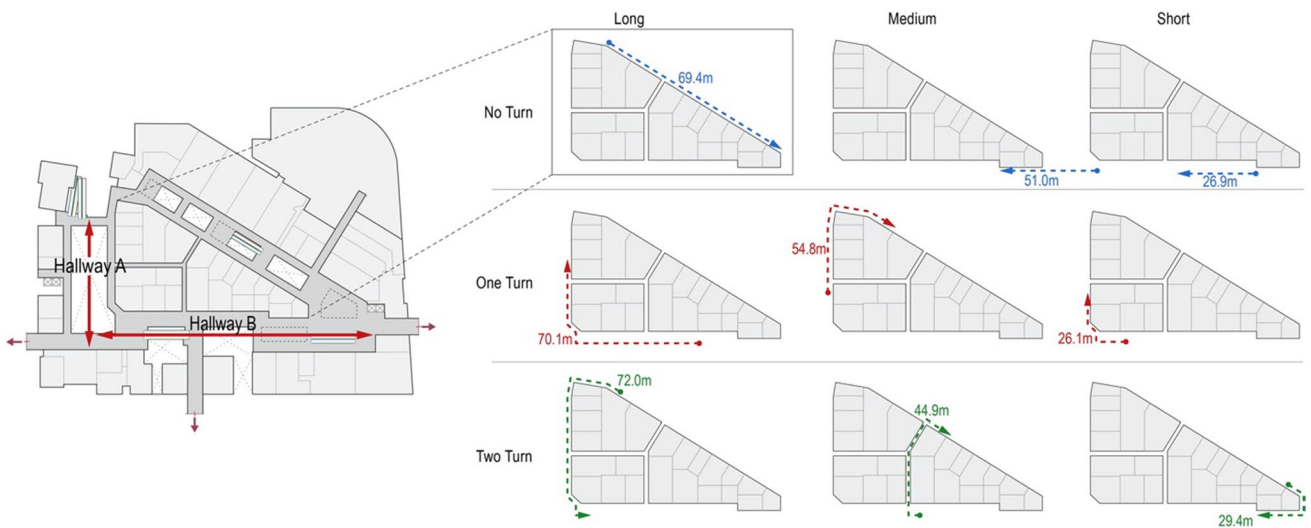 Long
Medium
Short
No Turn
69.4m
51.0m
26.9m
Hallway A
Hallway B
One Turn
70.1m
54.8m
26.1m
Two Turn
72.0m
44.9m
29.4m